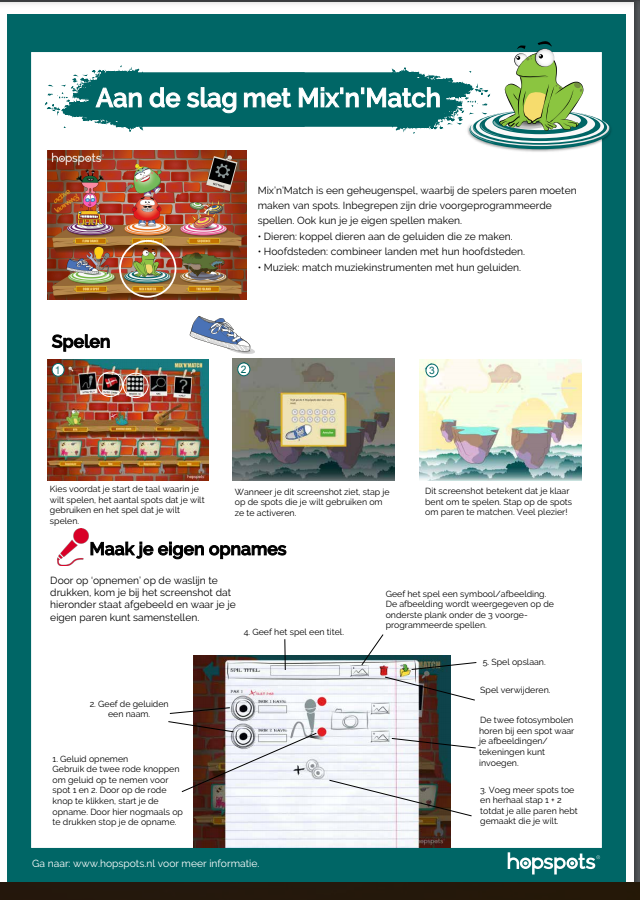 Aan de slag met Mix'n'Match
hopspots
Mix'n'Match is een geheugenspel, waarbij de spelers paren moeten
maken van spots. Inbegrepen zijn drie voorgeprogrammeerde
spellen. Ook kun je je eigen spellen maken.
• Dieren: koppel dieren aan de geluiden die ze maken.
• Hoofdsteden: combineer landen met hun hoofdsteden.
• Muziek: match muziekinstrumenten met hun geluiden.
Spelen
1
MIX'N'MATCH
hopspots
2
3
Kies voordat je start de taal waarin je
wilt spelen, het aantal spots dat je wilt
gebruiken en het spel dat je wilt
spelen.
Wanneer je dit screenshot ziet, stap je
op de spots die je wilt gebruiken om
ze te activeren.
Dit screenshot betekent dat je klaar
bent om te spelen. Stap op de spots
om paren te matchen. Veel plezier!
Maak je eigen opnames
Door op 'opnemen' op de waslijn te
drukken, kom je bij het screenshot dat
hieronder staat afgebeeld en waar je je
eigen paren kunt samenstellen.
Geef het spel een symbool/afbeelding.
De afbeelding wordt weergegeven op de
onderste plank onder de 3 voorge-
programmeerde spellen.
4. Geef het spel een titel.
5. Spel opslaan.
Spel verwijderen.
SPIL TITEL
PAR 1
2. Geef de geluiden
een naam.
De twee fotosymbolen
horen bij een spot waar
je afbeeldingen/
tekeningen kunt
invoegen.
1. Geluid opnemen
Gebruik de twee rode knoppen
om geluid op te nemen voor
spot 1 en 2. Door op de rode
knop te klikken, start je de
opname. Door hier nogmaals op
te drukken stop je de opname.
3. Voeg meer spots toe
en herhaal stap 1 + 2
totdat je alle paren hebt
gemaakt die je wilt.
hopspots
Ga naar: www.hopspots.nl voor meer informatie.
hopspots®